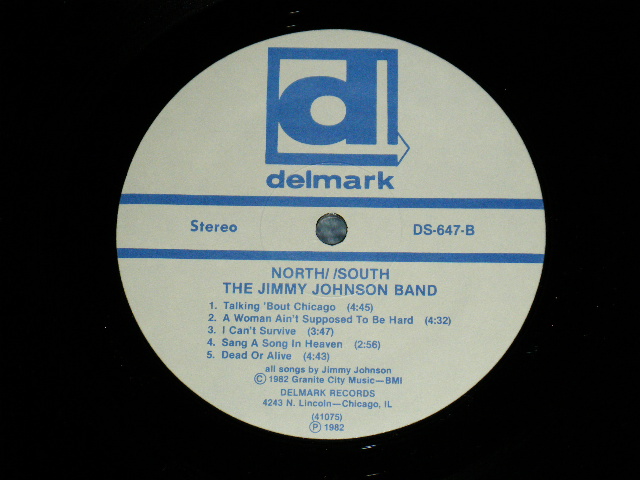 d
delmark
Stereo DS-647-B
NORTH/ /SOUTH
THE JIMMY JOHNSON BAND
1. Talking 'Bout Chicago (4:45)
2. A Woman Ain't Supposed To Be Hard (4:32)
3. I Can't Survive (3:47)
4. Sang A Song In Heaven (2:56)
5. Dead Or Alive (4:43)
all songs by Jimmy Johnson
© 1982 Granite City Music—BMI
DELMARK RECORDS
4243 N. Lincoln—Chicago, IL
(41075)
℗ 1982